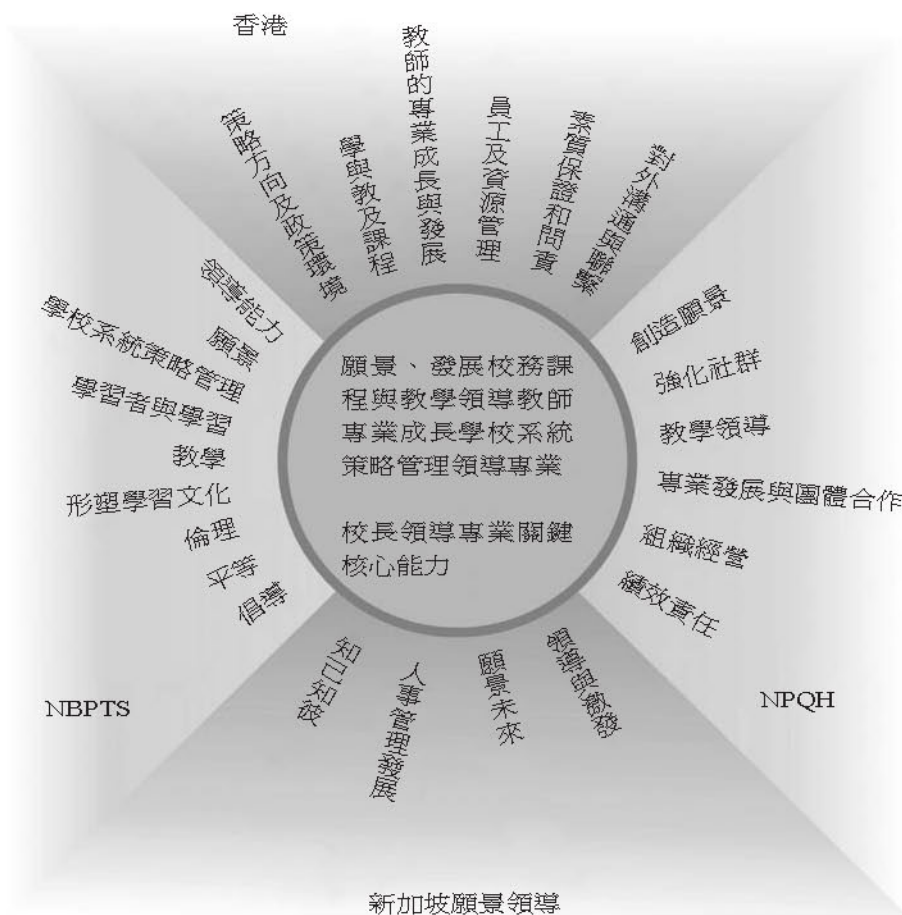 香港
策略方向及政策環境
學與教及課程
教師的專業成長與發展
員工及資源管理
素質保證和問責
對外溝通與聯繫
領導能力
願景
學校系統策略管理
學習者與學習
教學
形塑學習文化
倫理
平等
倡導
NBPTS
願景、發展校務課
程與教學領導教師
專業成長學校系統
策略管理領導專業
校長領導專業關鍵
核心能力
創造願景
強化社群
教學領導
專業發展與團體合作
組織經營
績效責任
NPQH
知己知彼
人事管理發展
願景未來
領導與激發
新加坡願景領導